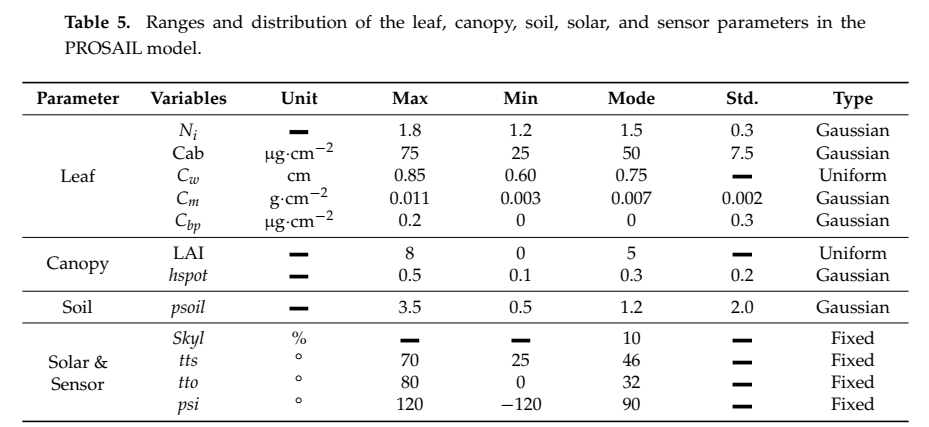 Table 5. Ranges and distribution of the leaf, canopy, soil, solar, and sensor parameters in the
PROSAIL model.
Parameter Variables Unit Max Min Mode Std. Type
Leaf
Nᵢ — 1.8 1.2 1.5 0.3 Gaussian
Cab µg·cm⁻² 75 25 50 7.5 Gaussian
C_w cm 0.85 0.60 0.75 — Uniform
C_m g·cm⁻² 0.011 0.003 0.007 0.002 Gaussian
C_bp µg·cm⁻² 0.2 0 0 0.3 Gaussian
Canopy
LAI — 8 0 5 — Uniform
hspot — 0.5 0.1 0.3 0.2 Gaussian
Soil psoil — 3.5 0.5 1.2 2.0 Gaussian
Solar &
Sensor
Skyl % — — 10 — Fixed
tts ° 70 25 46 — Fixed
tto ° 80 0 32 — Fixed
psi ° 120 −120 90 — Fixed